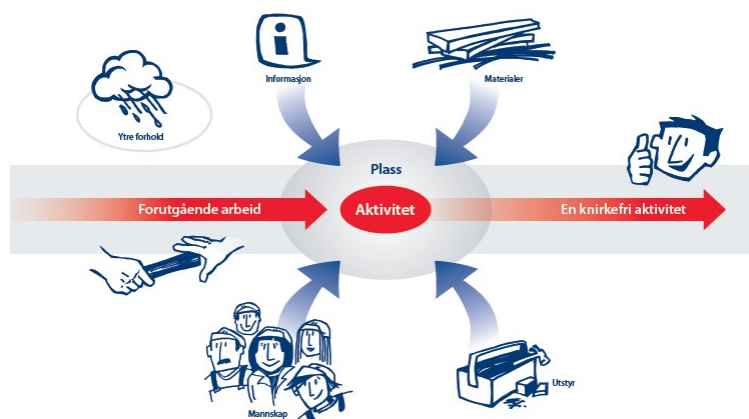 Informasjon
Materialer
Ytre forhold
Plass
Forutgående arbeid
Aktivitet
En knirkefri aktivitet
Mannskap
Utstyr